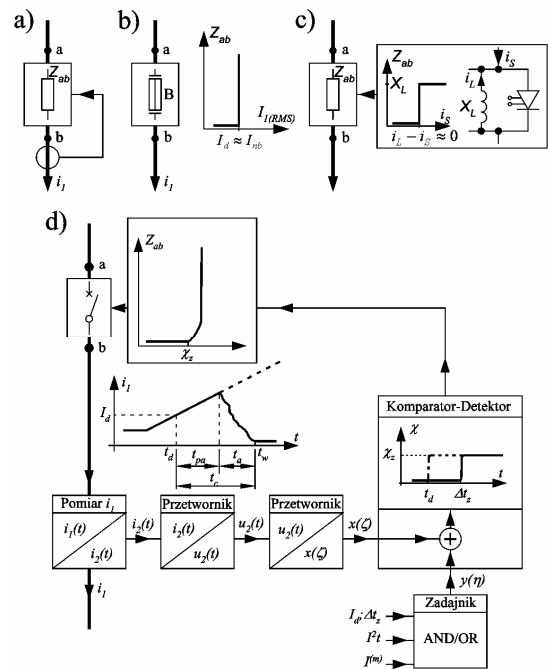 a)
a
Z_ab
b
i_1
b)
a
B
b
i_1
Z_ab
I_1(RMS)
I_d ≈ I_nb
c)
a
Z_ab
b
i_1
Z_ab
X_L
i_S
i_L − i_S ≈ 0
i_S
i_L
X_L
d)
a
b
Z_ab
χ_z
i_1
I_d
t
t_d
t_pa
t_a
t_w
t_c
Komparator-Detektor
χ
χ_z
t
t_d
Δt_z
Pomiar i_1
i_1(t)
i_2(t)
i_2(t)
Przetwornik
i_2(t)
u_2(t)
u_2(t)
Przetwornik
u_2(t)
x(ζ)
x(ζ)
+
y(η)
i_1
Zadajnik
AND/OR
I_d; Δt_z
I²t
I^(m)